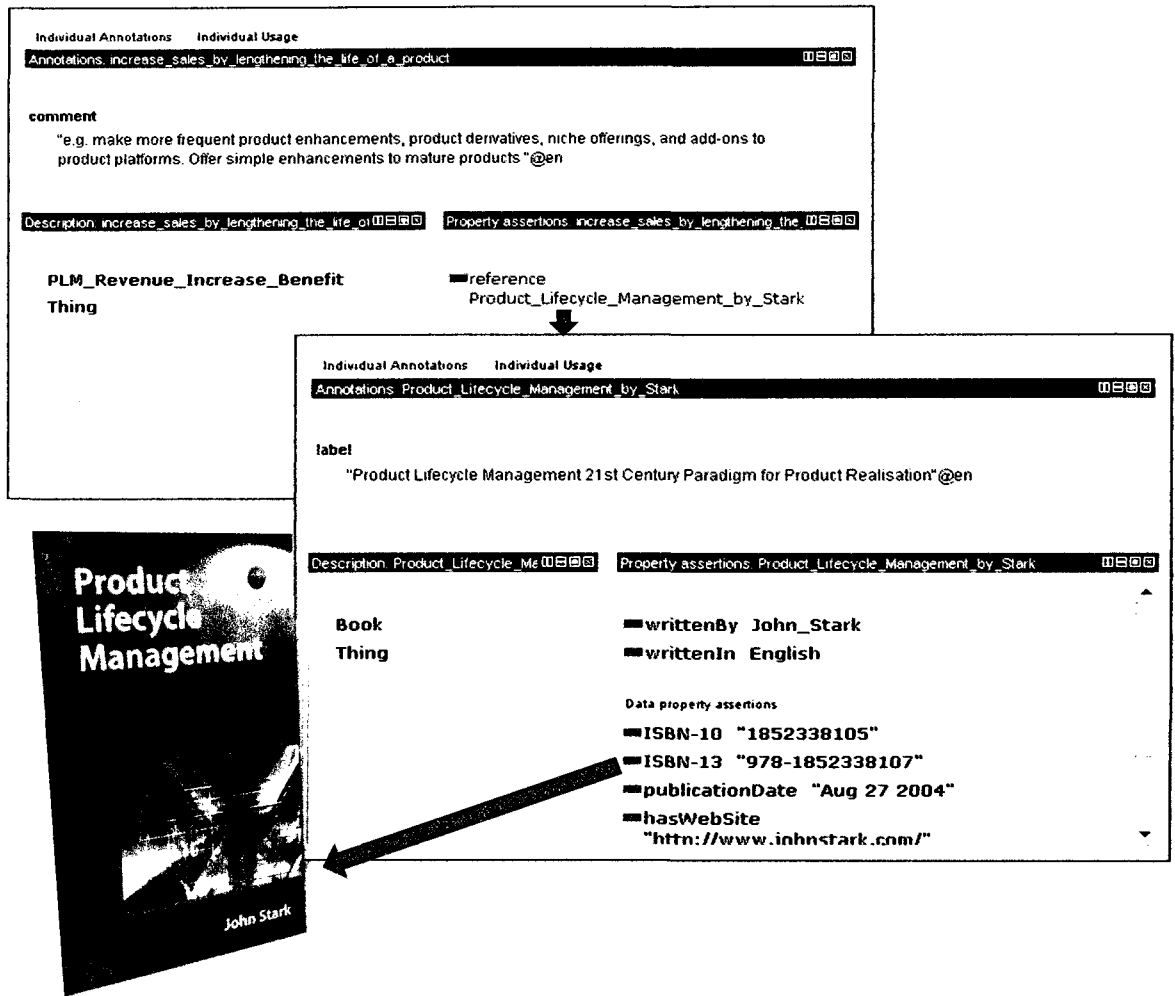 Individual Annotations Individual Usage
Annotations: increase_sales_by_lengthening_the_life_of_a_product
comment
"e.g. make more frequent product enhancements, product derivatives, niche offerings, and add-ons to
product platforms. Offer simple enhancements to mature products "@en
Description: increase_sales_by_lengthening_the_life_of
Property assertions: increase_sales_by_lengthening_the_
PLM_Revenue_Increase_Benefit
Thing
reference
Product_Lifecycle_Management_by_Stark
Individual Annotations Individual Usage
Annotations: Product_Lifecycle_Management_by_Stark
label
"Product Lifecycle Management 21st Century Paradigm for Product Realisation"@en
Description: Product_Lifecycle_Ma
Property assertions: Product_Lifecycle_Management_by_Stark
Book
Thing
writtenBy John_Stark
writtenIn English
Data property assertions
ISBN-10 "1852338105"
ISBN-13 "978-1852338107"
publicationDate "Aug 27 2004"
hasWebSite
"http://www.johnstark.com/"
Product
Lifecycle
Management
John Stark